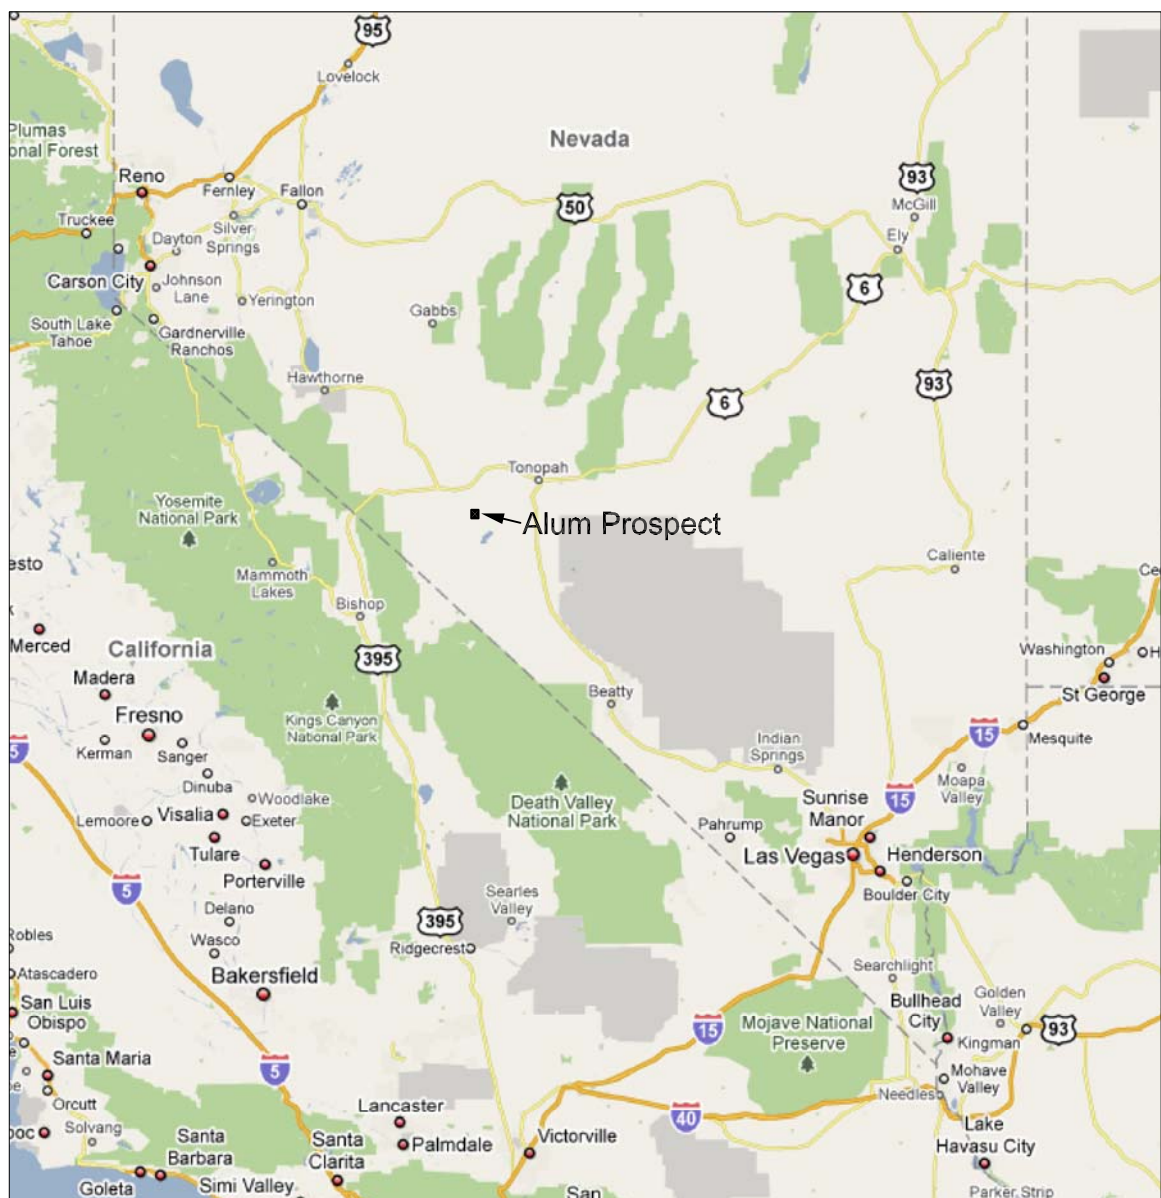 95
Lovelock
Plumas
onal Forest
Nevada
93
McGill
Reno
Fernley
Fallon
50
Truckee
Silver
Springs
Dayton
Ely
Carson City
Johnson
Lane
6
Yerington
Gabbs
South Lake
Tahoe
Gardnerville
Ranchos
Hawthorne
93
6
Tonopah
Yosemite
National Park
Alum Prospect
Caliente
esto
Mammoth
Lakes
Ce
Bishop
Merced
California
395
Washington
H
Madera
St George
Beatty
Fresno
Kings Canyon
National Park
15
Mesquite
5
Kerman
Sanger
Indian
Springs
Dinuba
Moapa
Valley
Woodlake
Death Valley
National Park
Sunrise
Manor
15
Lemoore
Visalia
Exeter
Pahrump
Tulare
Las Vegas
Henderson
Porterville
5
Boulder City
Searles
Valley
Delano
395
Robles
Wasco
Ridgecrest
Searchlight
Atascadero
Bakersfield
San Luis
Obispo
Bullhead
City
Golden
Valley
15
Mojave National
Preserve
93
Kingman
Santa Maria
5
Mohave
Valley
Orcutt
Lancaster
Needles
40
Lake
Havasu City
poc
Solvang
Santa
Barbara
Santa
Clarita
Palmdale
Victorville
Goleta
Simi Valley
San
Parker Strip